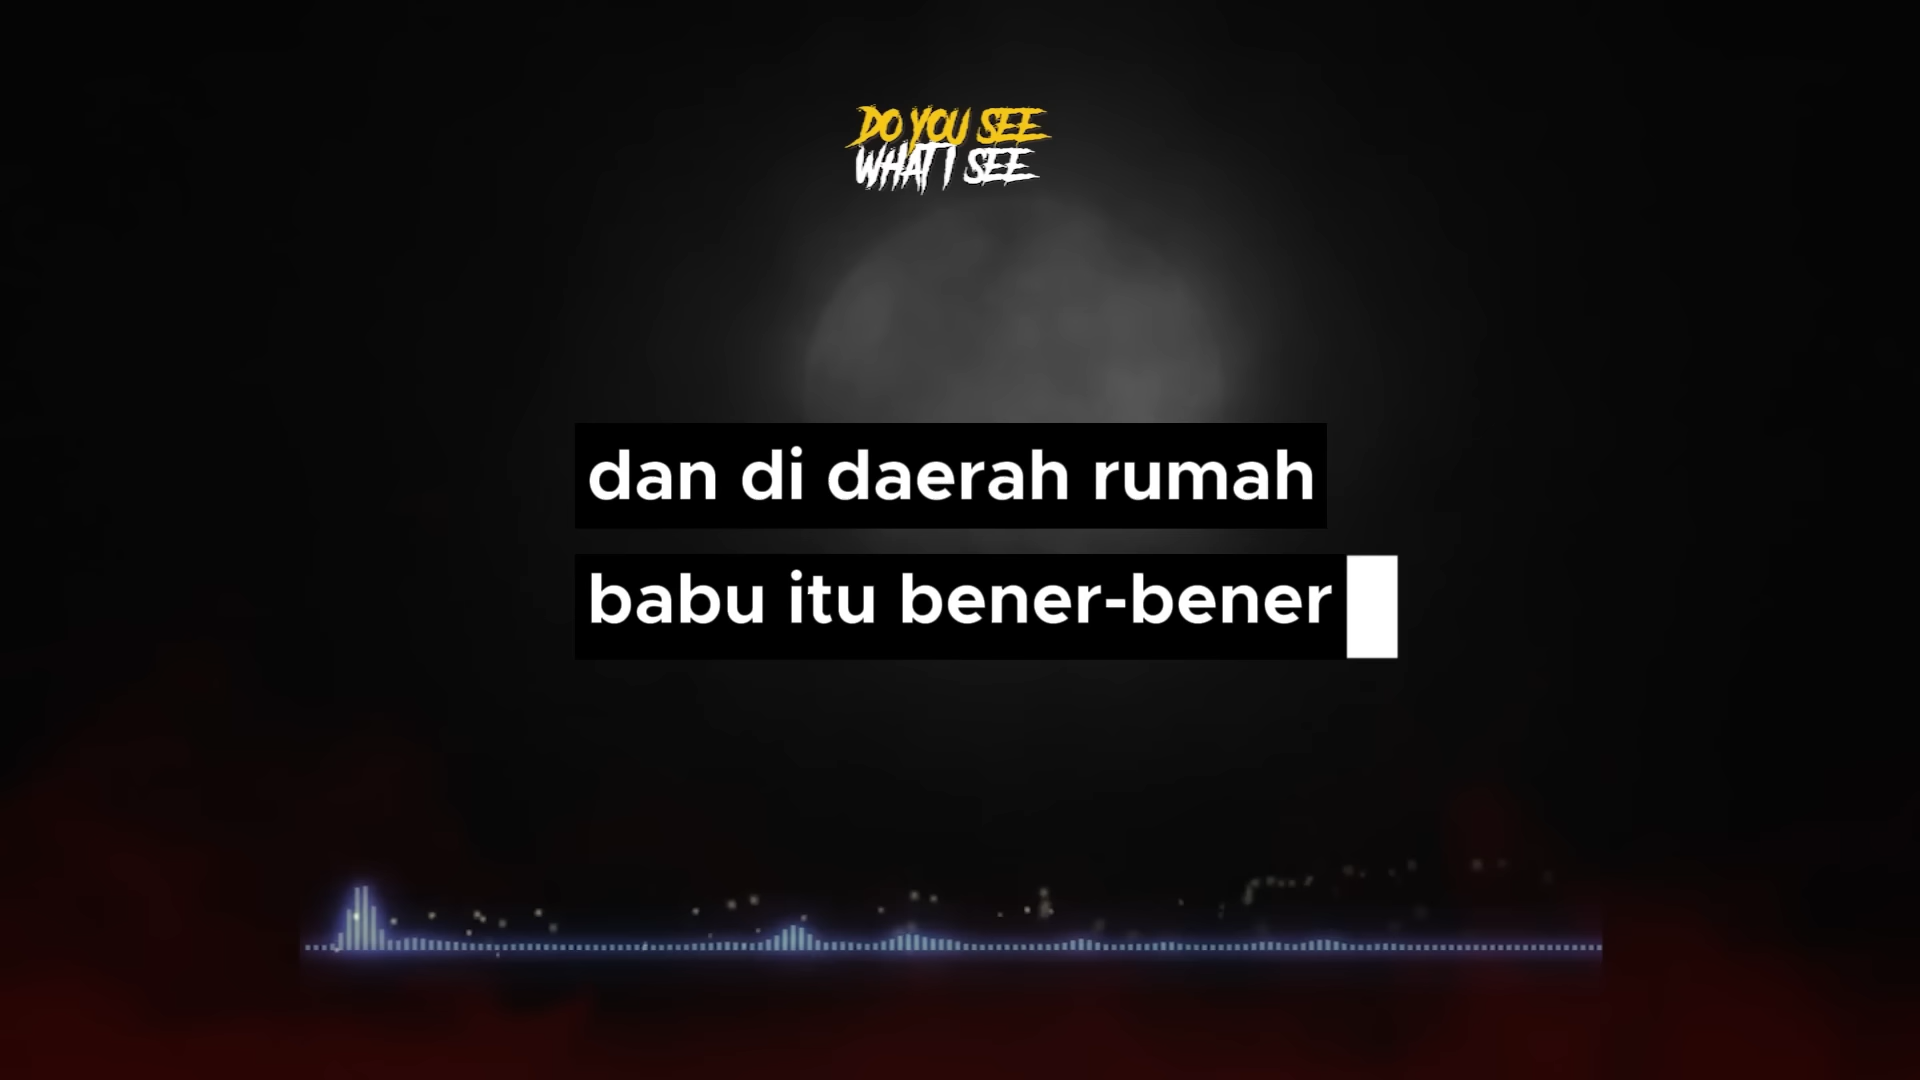 DO YOU SEE
WHAT I SEE
dan di daerah rumah
babu itu bener-bener